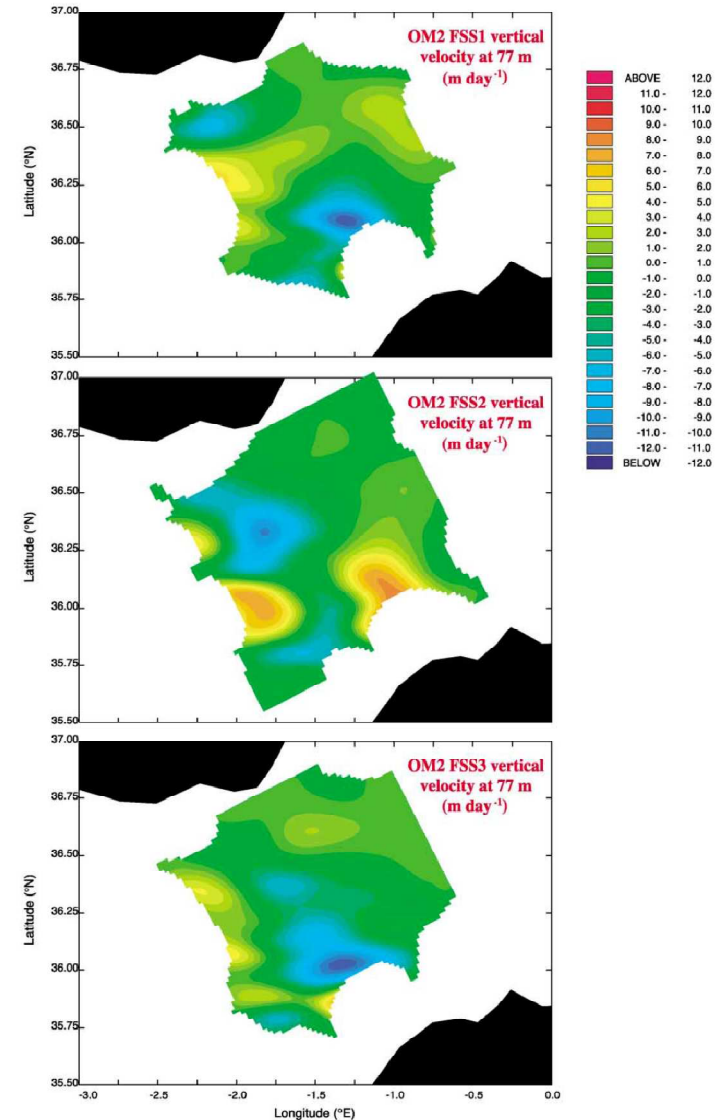 37.00
36.75
36.50
36.25
36.00
35.75
35.50
Latitude (°N)
OM2 FSS1 vertical
velocity at 77 m
(m day⁻¹)
ABOVE 12.0
11.0 - 12.0
10.0 - 11.0
9.0 - 10.0
8.0 - 9.0
7.0 - 8.0
6.0 - 7.0
5.0 - 6.0
4.0 - 5.0
3.0 - 4.0
2.0 - 3.0
1.0 - 2.0
0.0 - 1.0
-1.0 - 0.0
-2.0 - -1.0
-3.0 - -2.0
-4.0 - -3.0
-5.0 - -4.0
-6.0 - -5.0
-7.0 - -6.0
-8.0 - -7.0
-9.0 - -8.0
-10.0 - -9.0
-11.0 - -10.0
-12.0 - -11.0
BELOW -12.0
37.00
36.75
36.50
36.25
36.00
35.75
35.50
Latitude (°N)
OM2 FSS2 vertical
velocity at 77 m
(m day⁻¹)
37.00
36.75
36.50
36.25
36.00
35.75
35.50
Latitude (°N)
OM2 FSS3 vertical
velocity at 77 m
(m day⁻¹)
-3.0 -2.5 -2.0 -1.5 -1.0 -0.5 0.0
Longitude (°E)